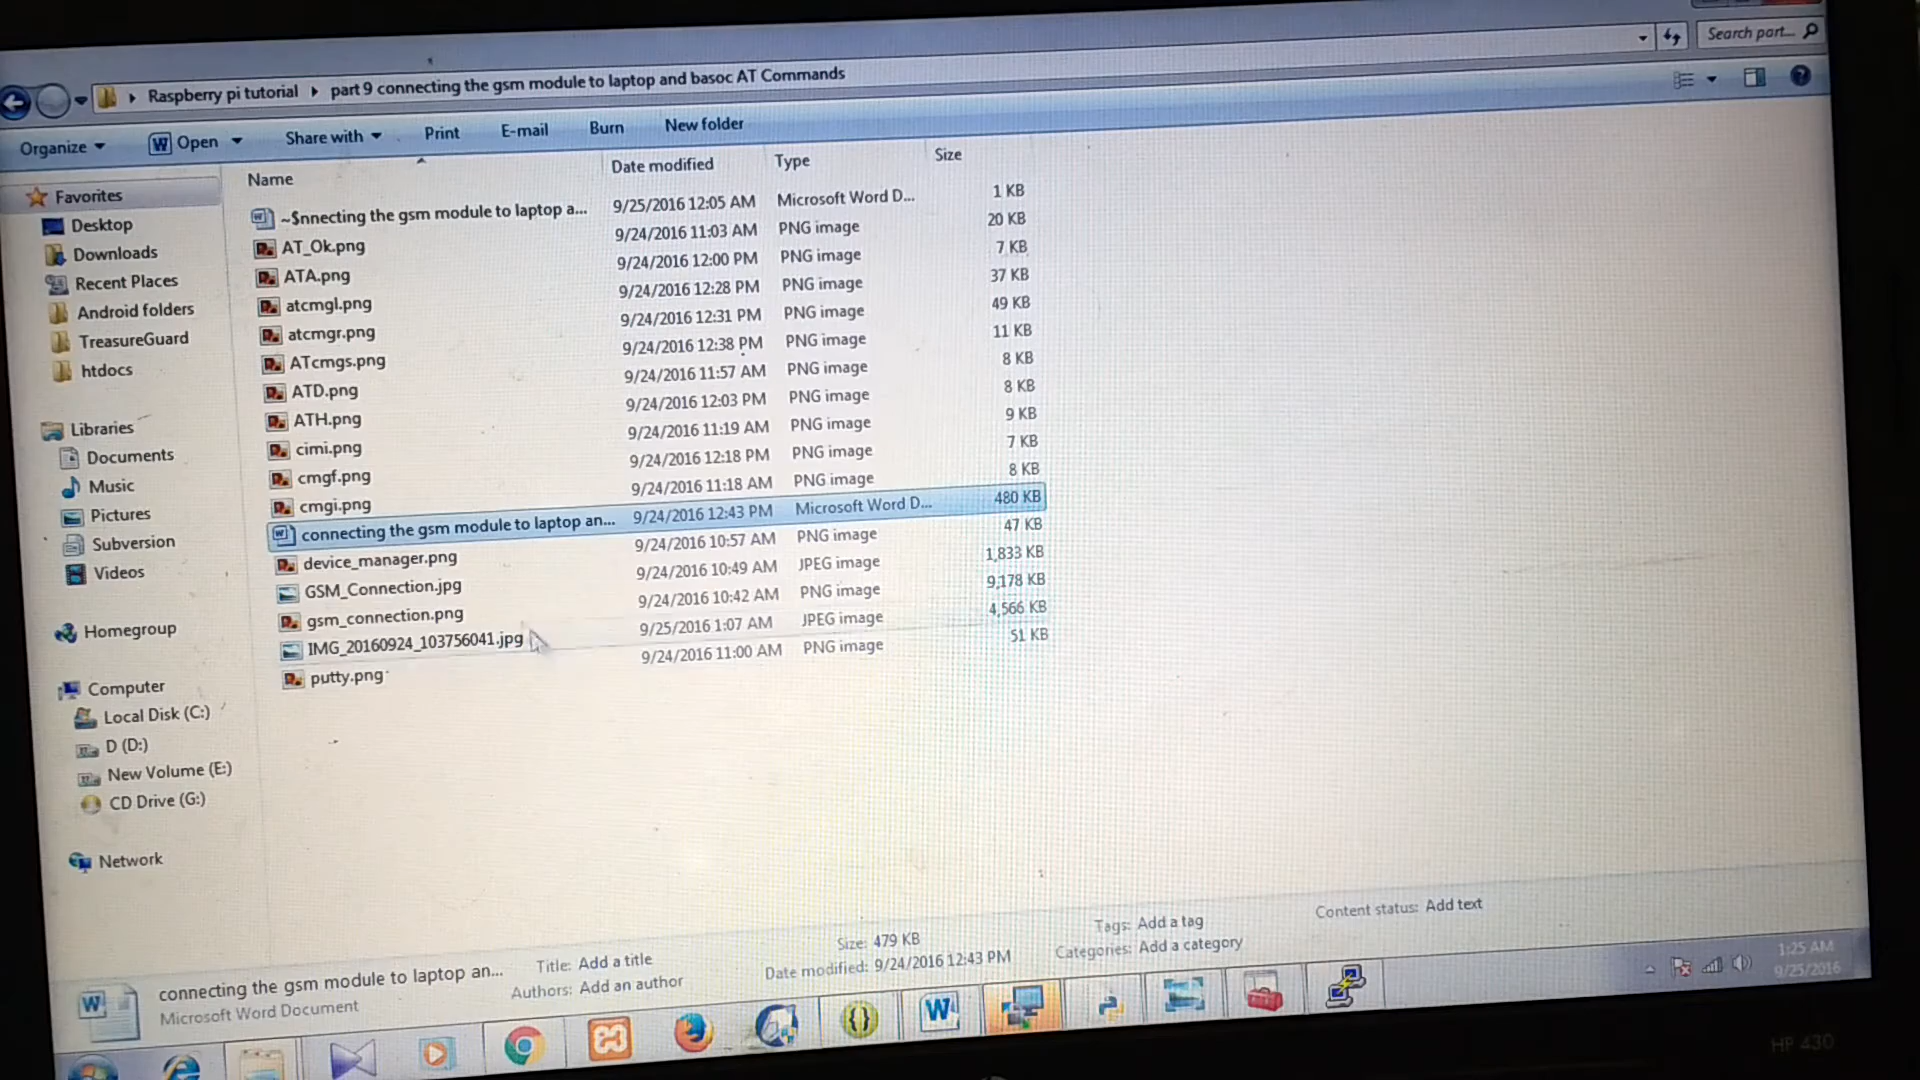 Raspberry pi tutorial part 9 connecting the gsm module to laptop and basoc AT Commands
Search part...
Organize Open Share with Print E-mail Burn New folder
Name Date modified Type Size
~$nnecting the gsm module to laptop a... 9/25/2016 12:05 AM Microsoft Word D... 1 KB
AT_Ok.png 9/24/2016 11:03 AM PNG image 20 KB
ATA.png 9/24/2016 12:00 PM PNG image 7 KB
atcmgl.png 9/24/2016 12:28 PM PNG image 37 KB
atcmgr.png 9/24/2016 12:31 PM PNG image 49 KB
ATcmgs.png 9/24/2016 12:38 PM PNG image 11 KB
ATD.png 9/24/2016 11:57 AM PNG image 8 KB
ATH.png 9/24/2016 12:03 PM PNG image 8 KB
cimi.png 9/24/2016 11:19 AM PNG image 9 KB
cmgf.png 9/24/2016 12:18 PM PNG image 7 KB
cmgi.png 9/24/2016 11:18 AM PNG image 8 KB
connecting the gsm module to laptop an... 9/24/2016 12:43 PM Microsoft Word D... 480 KB
device_manager.png 9/24/2016 10:57 AM PNG image 47 KB
GSM_Connection.jpg 9/24/2016 10:49 AM JPEG image 1,833 KB
gsm_connection.png 9/24/2016 10:42 AM PNG image 9,178 KB
IMG_20160924_103756041.jpg 9/25/2016 1:07 AM JPEG image 4,566 KB
putty.png 9/24/2016 11:00 AM PNG image 51 KB
Favorites
Desktop
Downloads
Recent Places
Android folders
TreasureGuard
htdocs
Libraries
Documents
Music
Pictures
Subversion
Videos
Homegroup
Computer
Local Disk (C:)
D (D:)
New Volume (E:)
CD Drive (G:)
Network
connecting the gsm module to laptop an...
Microsoft Word Document
Title: Add a title
Authors: Add an author
Size: 479 KB
Date modified: 9/24/2016 12:43 PM
Tags: Add a tag
Categories: Add a category
Content status: Add text
1:25 AM
9/25/2016
HP 430